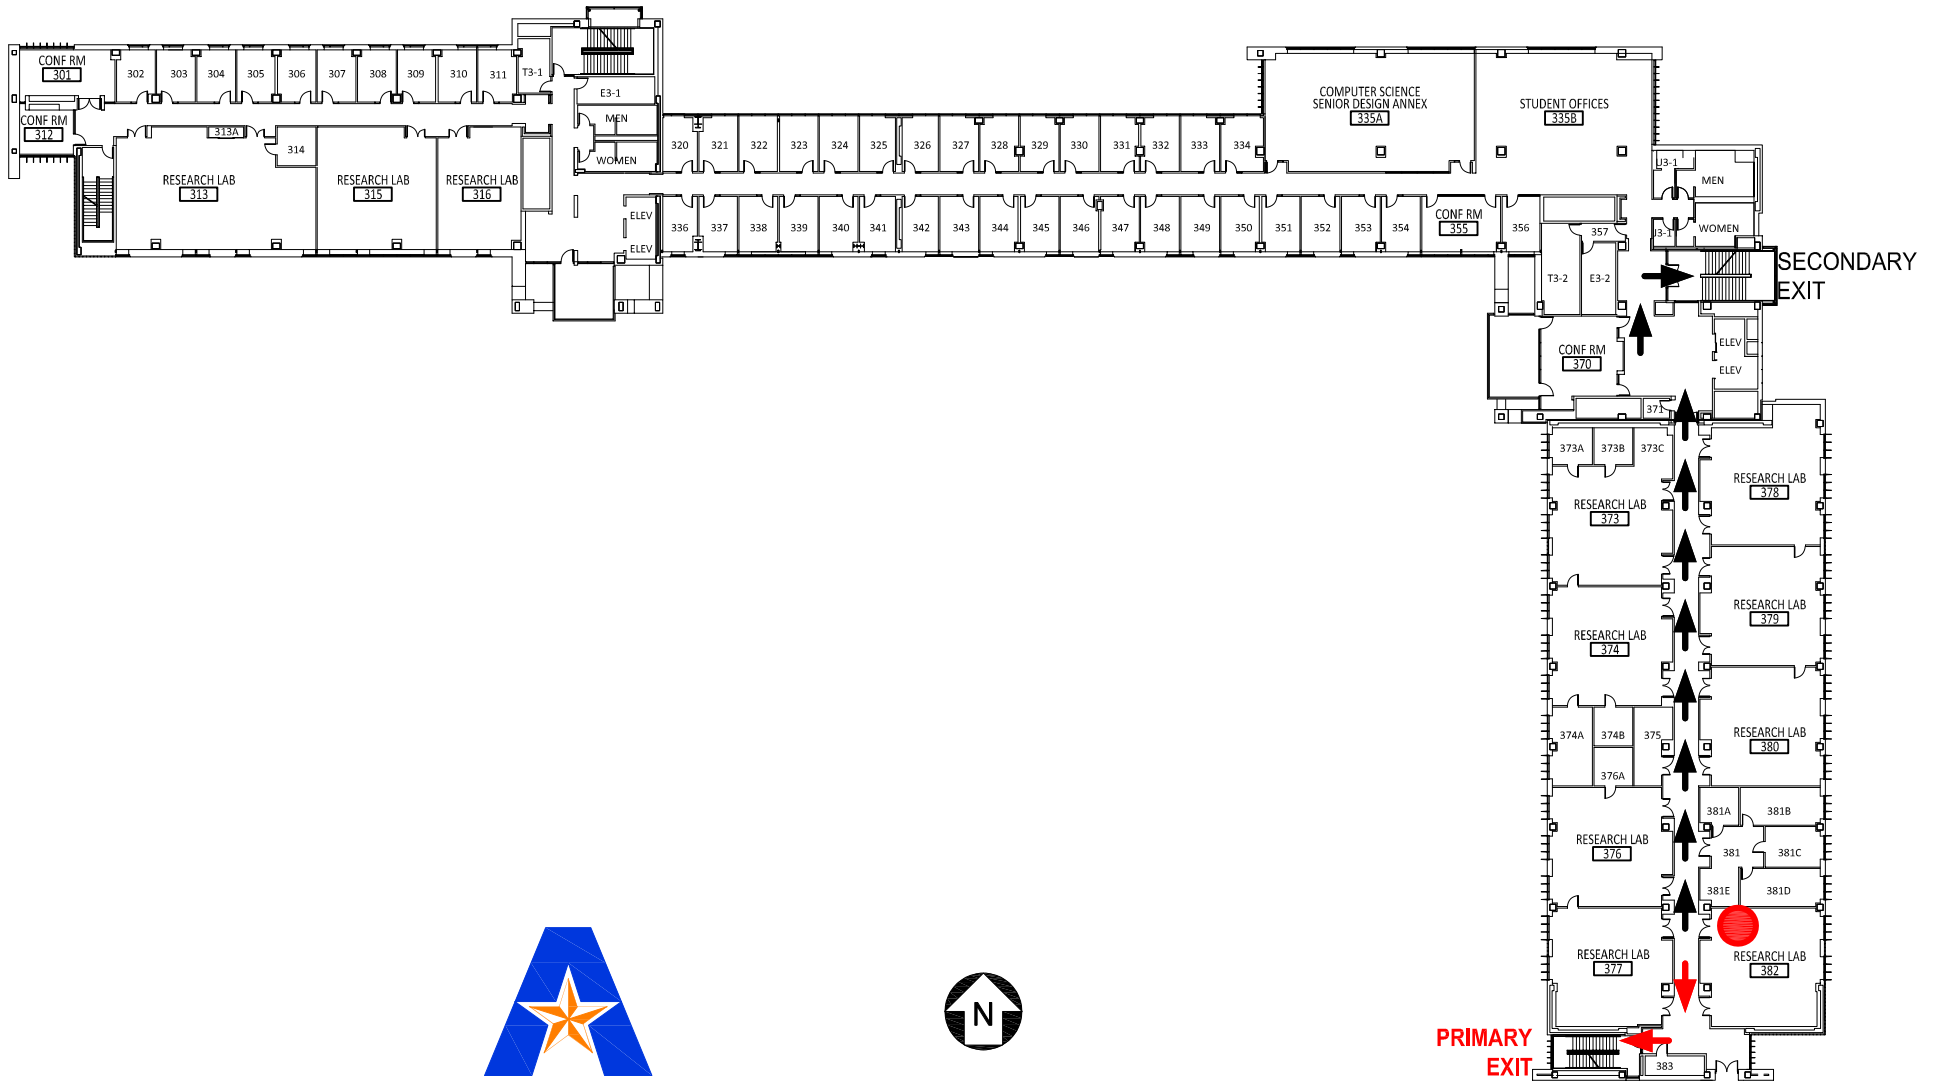 CONF RM
301
302
303
304
305
306
307
308
309
310
311
T3-1
E3-1
MEN
WOMEN
CONF RM
312
313A
314
RESEARCH LAB
313
RESEARCH LAB
315
RESEARCH LAB
316
ELEV
ELEV
320
321
322
323
324
325
326
327
328
329
330
331
332
333
334
COMPUTER SCIENCE
SENIOR DESIGN ANNEX
335A
STUDENT OFFICES
335B
336
337
338
339
340
341
342
343
344
345
346
347
348
349
350
351
352
353
354
CONF RM
355
356
357
J3-1
MEN
J3-1
WOMEN
T3-2
E3-2
SECONDARY
EXIT
CONF RM
370
ELEV
ELEV
371
373A
373B
373C
RESEARCH LAB
373
RESEARCH LAB
378
RESEARCH LAB
374
RESEARCH LAB
379
374A
374B
375
376A
RESEARCH LAB
380
RESEARCH LAB
376
381A
381B
381
381C
381E
381D
RESEARCH LAB
377
RESEARCH LAB
382
383
PRIMARY
EXIT
N